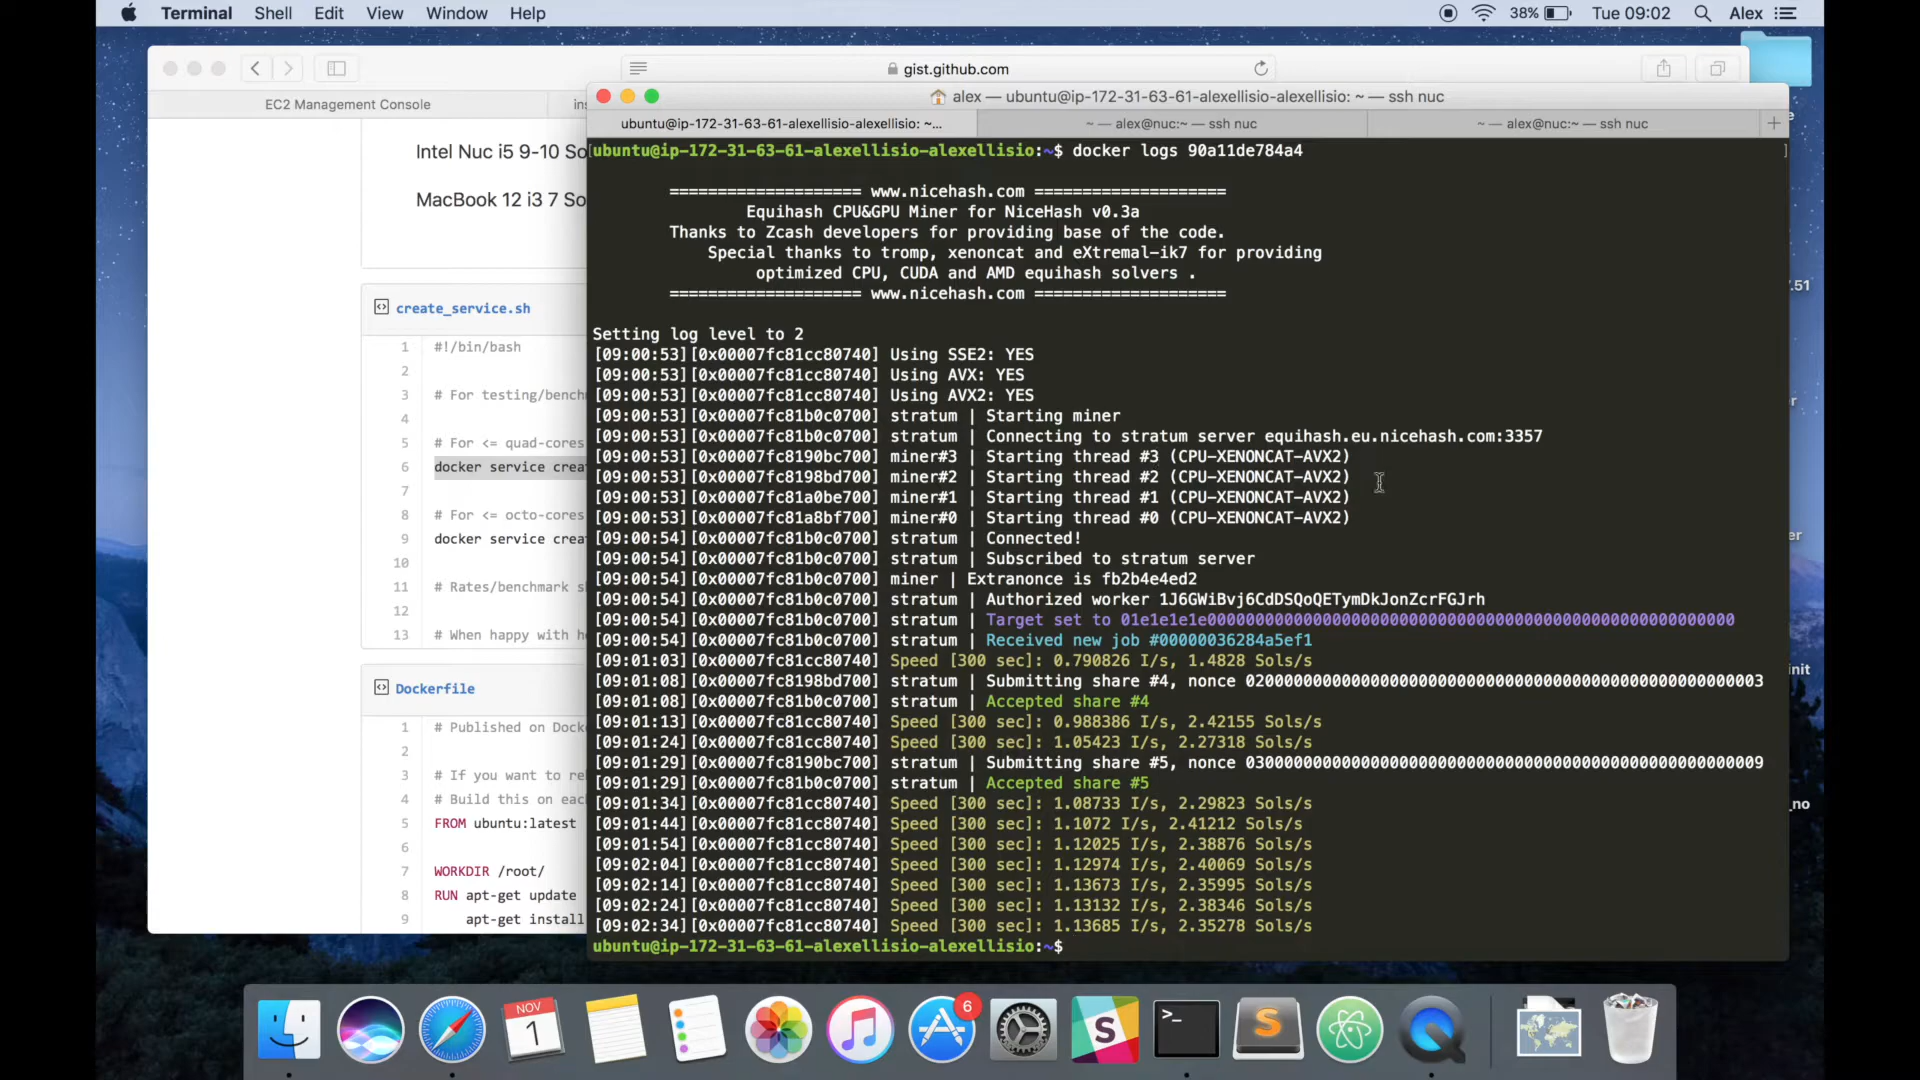 Terminal Shell Edit View Window Help 38% Tue 09:02 Alex
gist.github.com
EC2 Management Console
Intel Nuc i5 9-10 So
MacBook 12 i3 7 So
create_service.sh
1 #!/bin/bash
2
3 # For testing/bench
4
5 # For <= quad-cores
6 docker service crea
7
8 # For <= octo-cores
9 docker service crea
10
11 # Rates/benchmark s
12
13 # When happy with h
Dockerfile
1 # Published on Dock
2
3 # If you want to re
4 # Build this on eac
5 FROM ubuntu:latest
6
7 WORKDIR /root/
8 RUN apt-get update
9 apt-get install
alex — ubuntu@ip-172-31-63-61-alexellisio-alexellisio: ~ — ssh nuc
ubuntu@ip-172-31-63-61-alexellisio-alexellisio: ~...
~ — alex@nuc:~ — ssh nuc
~ — alex@nuc:~ — ssh nuc
[ubuntu@ip-172-31-63-61-alexellisio-alexellisio:~$ docker logs 90a11de784a4 ]
==================== www.nicehash.com ====================
Equihash CPU&GPU Miner for NiceHash v0.3a
Thanks to Zcash developers for providing base of the code.
Special thanks to tromp, xenoncat and eXtremal-ik7 for providing
optimized CPU, CUDA and AMD equihash solvers .
==================== www.nicehash.com ====================
Setting log level to 2
[09:00:53][0x00007fc81cc80740] Using SSE2: YES
[09:00:53][0x00007fc81cc80740] Using AVX: YES
[09:00:53][0x00007fc81cc80740] Using AVX2: YES
[09:00:53][0x00007fc81b0c0700] stratum | Starting miner
[09:00:53][0x00007fc81b0c0700] stratum | Connecting to stratum server equihash.eu.nicehash.com:3357
[09:00:53][0x00007fc8190bc700] miner#3 | Starting thread #3 (CPU-XENONCAT-AVX2)
[09:00:53][0x00007fc8198bd700] miner#2 | Starting thread #2 (CPU-XENONCAT-AVX2)
[09:00:53][0x00007fc81a0be700] miner#1 | Starting thread #1 (CPU-XENONCAT-AVX2)
[09:00:53][0x00007fc81a8bf700] miner#0 | Starting thread #0 (CPU-XENONCAT-AVX2)
[09:00:54][0x00007fc81b0c0700] stratum | Connected!
[09:00:54][0x00007fc81b0c0700] stratum | Subscribed to stratum server
[09:00:54][0x00007fc81b0c0700] miner | Extranonce is fb2b4e4ed2
[09:00:54][0x00007fc81b0c0700] stratum | Authorized worker 1J6GWiBvj6CdDSQoQETymDkJonZcrFGJrh
[09:00:54][0x00007fc81b0c0700] stratum | Target set to 01e1e1e1e0000000000000000000000000000000000000000000000000000000
[09:00:54][0x00007fc81b0c0700] stratum | Received new job #00000036284a5ef1
[09:01:03][0x00007fc81cc80740] Speed [300 sec]: 0.790826 I/s, 1.4828 Sols/s
[09:01:08][0x00007fc8198bd700] stratum | Submitting share #4, nonce 020000000000000000000000000000000000000000000000000003
[09:01:08][0x00007fc81b0c0700] stratum | Accepted share #4
[09:01:13][0x00007fc81cc80740] Speed [300 sec]: 0.988386 I/s, 2.42155 Sols/s
[09:01:24][0x00007fc81cc80740] Speed [300 sec]: 1.05423 I/s, 2.27318 Sols/s
[09:01:29][0x00007fc8190bc700] stratum | Submitting share #5, nonce 030000000000000000000000000000000000000000000000000009
[09:01:29][0x00007fc81b0c0700] stratum | Accepted share #5
[09:01:34][0x00007fc81cc80740] Speed [300 sec]: 1.08733 I/s, 2.29823 Sols/s
[09:01:44][0x00007fc81cc80740] Speed [300 sec]: 1.1072 I/s, 2.41212 Sols/s
[09:01:54][0x00007fc81cc80740] Speed [300 sec]: 1.12025 I/s, 2.38876 Sols/s
[09:02:04][0x00007fc81cc80740] Speed [300 sec]: 1.12974 I/s, 2.40069 Sols/s
[09:02:14][0x00007fc81cc80740] Speed [300 sec]: 1.13673 I/s, 2.35995 Sols/s
[09:02:24][0x00007fc81cc80740] Speed [300 sec]: 1.13132 I/s, 2.38346 Sols/s
[09:02:34][0x00007fc81cc80740] Speed [300 sec]: 1.13685 I/s, 2.35278 Sols/s
ubuntu@ip-172-31-63-61-alexellisio-alexellisio:~$
.51
init
_no
NOV
1
6